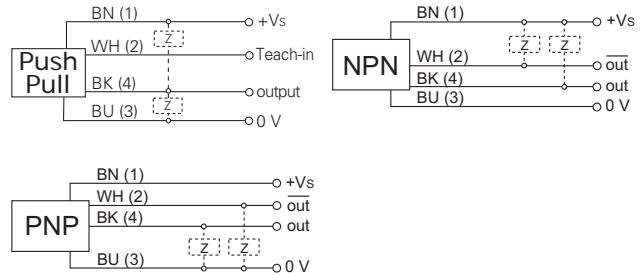 BN (1)
+Vs
Z
WH (2)
Teach-in
Push
Pull
BK (4)
output
Z
BU (3)
0 V
BN (1)
+Vs
Z Z
NPN
WH (2)
out
BK (4)
out
BU (3)
0 V
BN (1)
+Vs
WH (2)
out
PNP
BK (4)
out
Z Z
BU (3)
0 V